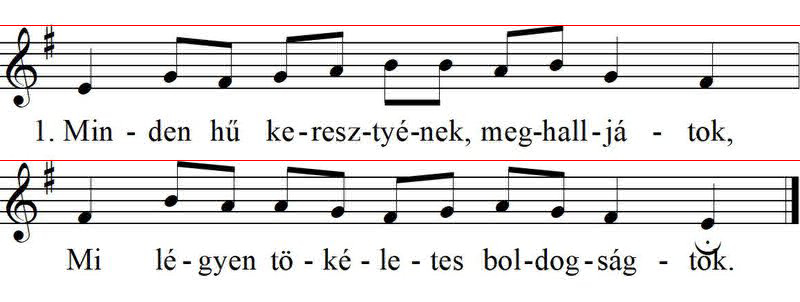 1. Min - den hű ke - resz - tyé - nek, meg - hall - já - tok,
Mi lé - gyen tö - ké - le - tes bol - dog - ság - tok.